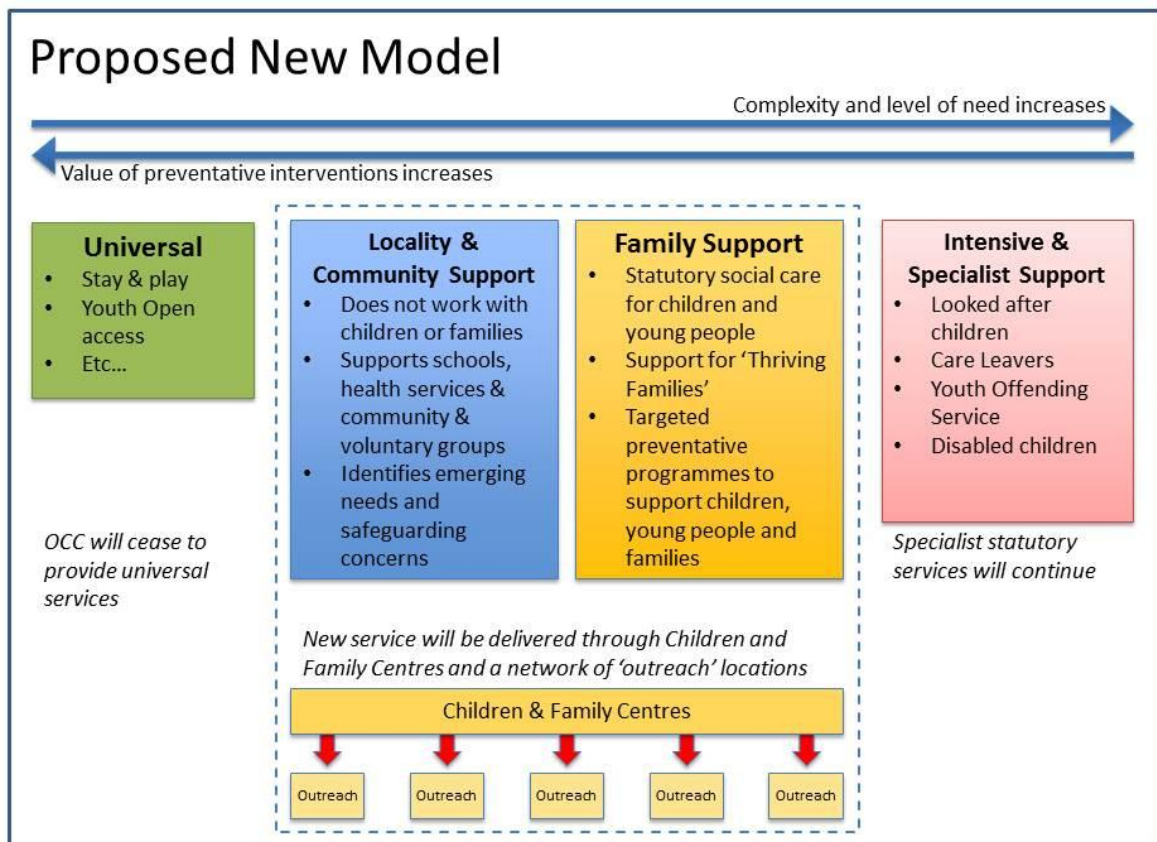 Proposed New Model
Complexity and level of need increases
Value of preventative interventions increases
Universal
• Stay & play
• Youth Open
access
• Etc...
OCC will cease to
provide universal
services
Locality &
Community Support
• Does not work with
children or families
• Supports schools,
health services &
community &
voluntary groups
• Identifies emerging
needs and
safeguarding
concerns
Family Support
• Statutory social care
for children and
young people
• Support for ‘Thriving
Families’
• Targeted
preventative
programmes to
support children,
young people and
families
Intensive &
Specialist Support
• Looked after
children
• Care Leavers
• Youth Offending
Service
• Disabled children
Specialist statutory
services will continue
New service will be delivered through Children and
Family Centres and a network of ‘outreach’ locations
Children & Family Centres
Outreach
Outreach
Outreach
Outreach
Outreach